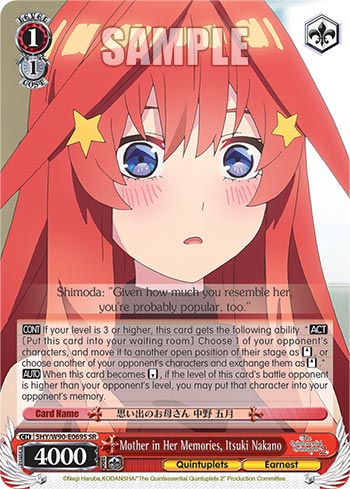 SAMPLE
LEVEL
1
1
COST
Shimoda: "Given how much you resemble her,
you're probably popular, too."
CONT If your level is 3 or higher, this card gets the following ability. " ACT
[Put this card into your waiting room] Choose 1 of your opponent's
characters, and move it to another open position of their stage as [ ], or
choose another of your opponent's characters and exchange them as [ ]."
AUTO When this card becomes [ ], if the level of this card's battle opponent
is higher than your level, you may put that character into your
opponent's memory.
Card Name 思い出のお母さん 中野 五月
CH 5HY/W90-E069S SR
Mother in Her Memories, Itsuki Nakano
4000
Quintuplets Earnest
©Negi Haruba,KODANSHA/"The Quintessential Quintuplets 2" Production Committee.